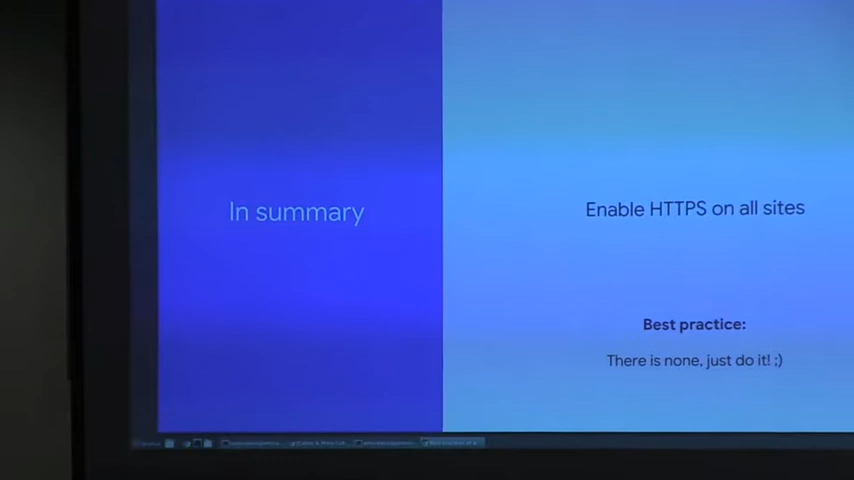 In summary
Enable HTTPS on all sites
Best practice:
There is none, just do it! ;)